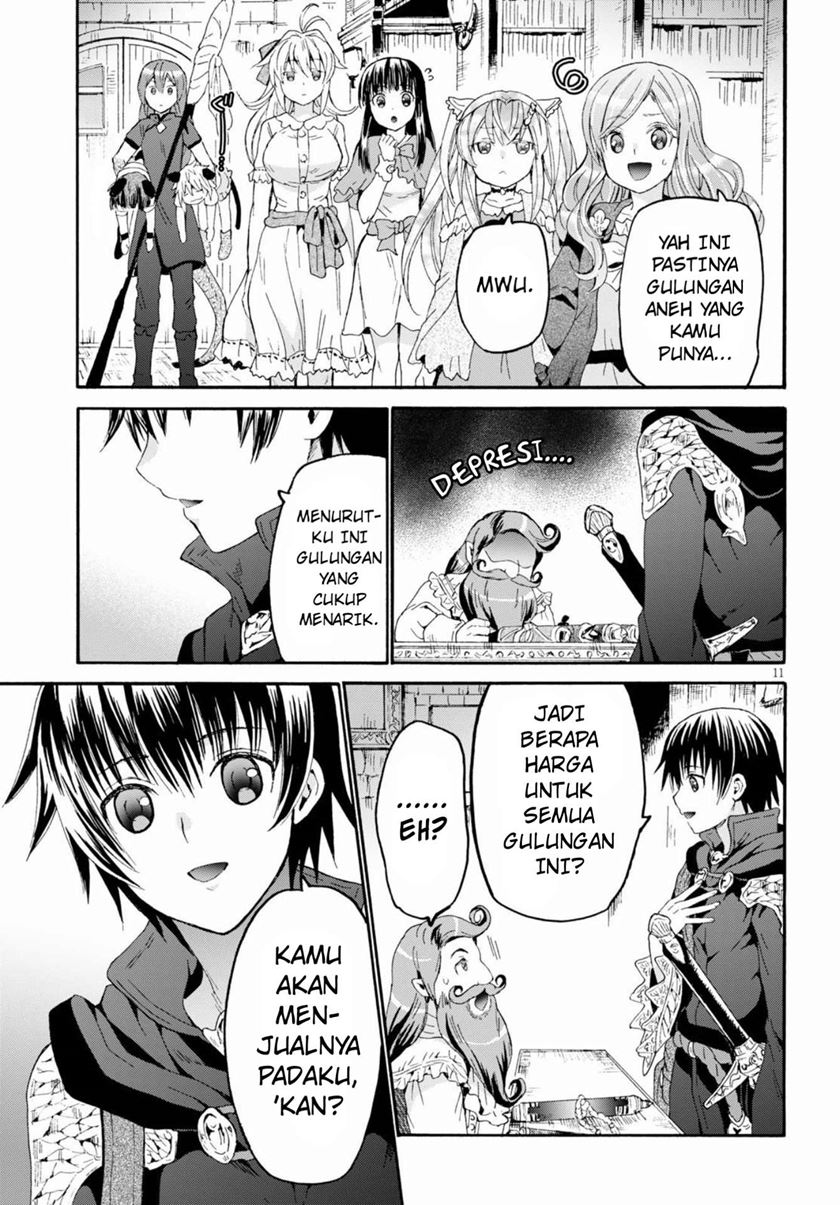 YAH INI
PASTINYA
GULUNGAN
ANEH YANG
KAMU
PUNYA...
MWU.
DEPRESI....
MENURUT-
KU INI
GULUNGAN
YANG
CUKUP
MENARIK.
11
JADI
BERAPA
HARGA
UNTUK
SEMUA
GULUNGAN
INI?
......
EH?
KAMU
AKAN
MEN-
JUALNYA
PADAKU,
'KAN?